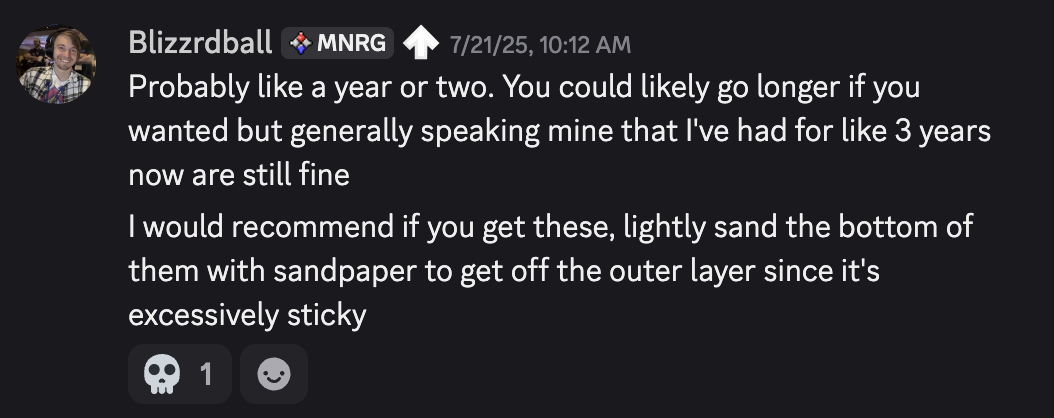 Blizzrdball MNRG 7/21/25, 10:12 AM
Probably like a year or two. You could likely go longer if you
wanted but generally speaking mine that I've had for like 3 years
now are still fine
I would recommend if you get these, lightly sand the bottom of
them with sandpaper to get off the outer layer since it's
excessively sticky
1